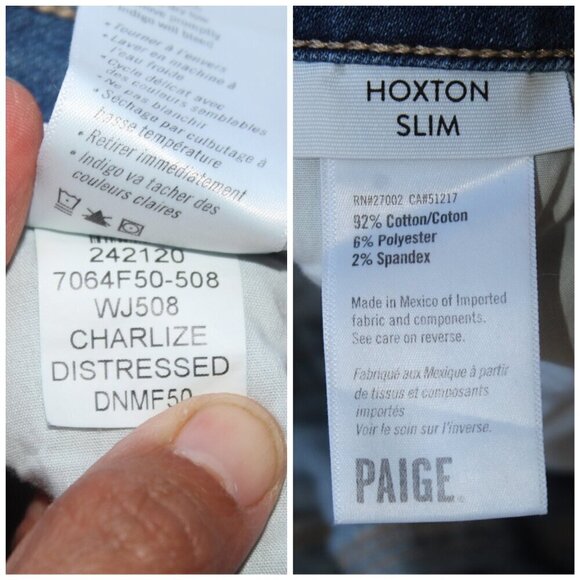 promptly
Indigo will bleed
• Tourner à l'envers
• Laver en machine à
l'eau froide
• Cycle délicat avec
des couleurs semblables
• Ne pas blanchir
• Séchage par culbutage à
basse température
• Retirer immédiatement
• Indigo va tacher des
couleurs claires
242120
7064F50-508
WJ508
CHARLIZE
DISTRESSED
DNMF50
HOXTON
SLIM
RN#27002 CA#51217
92% Cotton/Coton
6% Polyester
2% Spandex
Made in Mexico of Imported
fabric and components.
See care on reverse.
Fabriqué aux Mexique à partir
de tissus et composants
importés
Voir le soin sur l'inverse.
PAIGE